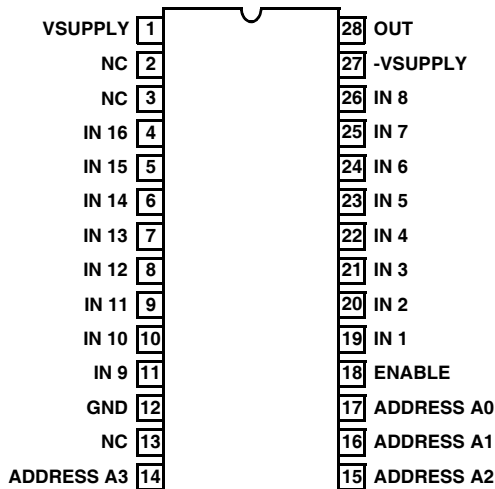 VSUPPLY 1 28 OUT
NC 2 27 -VSUPPLY
NC 3 26 IN 8
IN 16 4 25 IN 7
IN 15 5 24 IN 6
IN 14 6 23 IN 5
IN 13 7 22 IN 4
IN 12 8 21 IN 3
IN 11 9 20 IN 2
IN 10 10 19 IN 1
IN 9 11 18 ENABLE
GND 12 17 ADDRESS A0
NC 13 16 ADDRESS A1
ADDRESS A3 14 15 ADDRESS A2